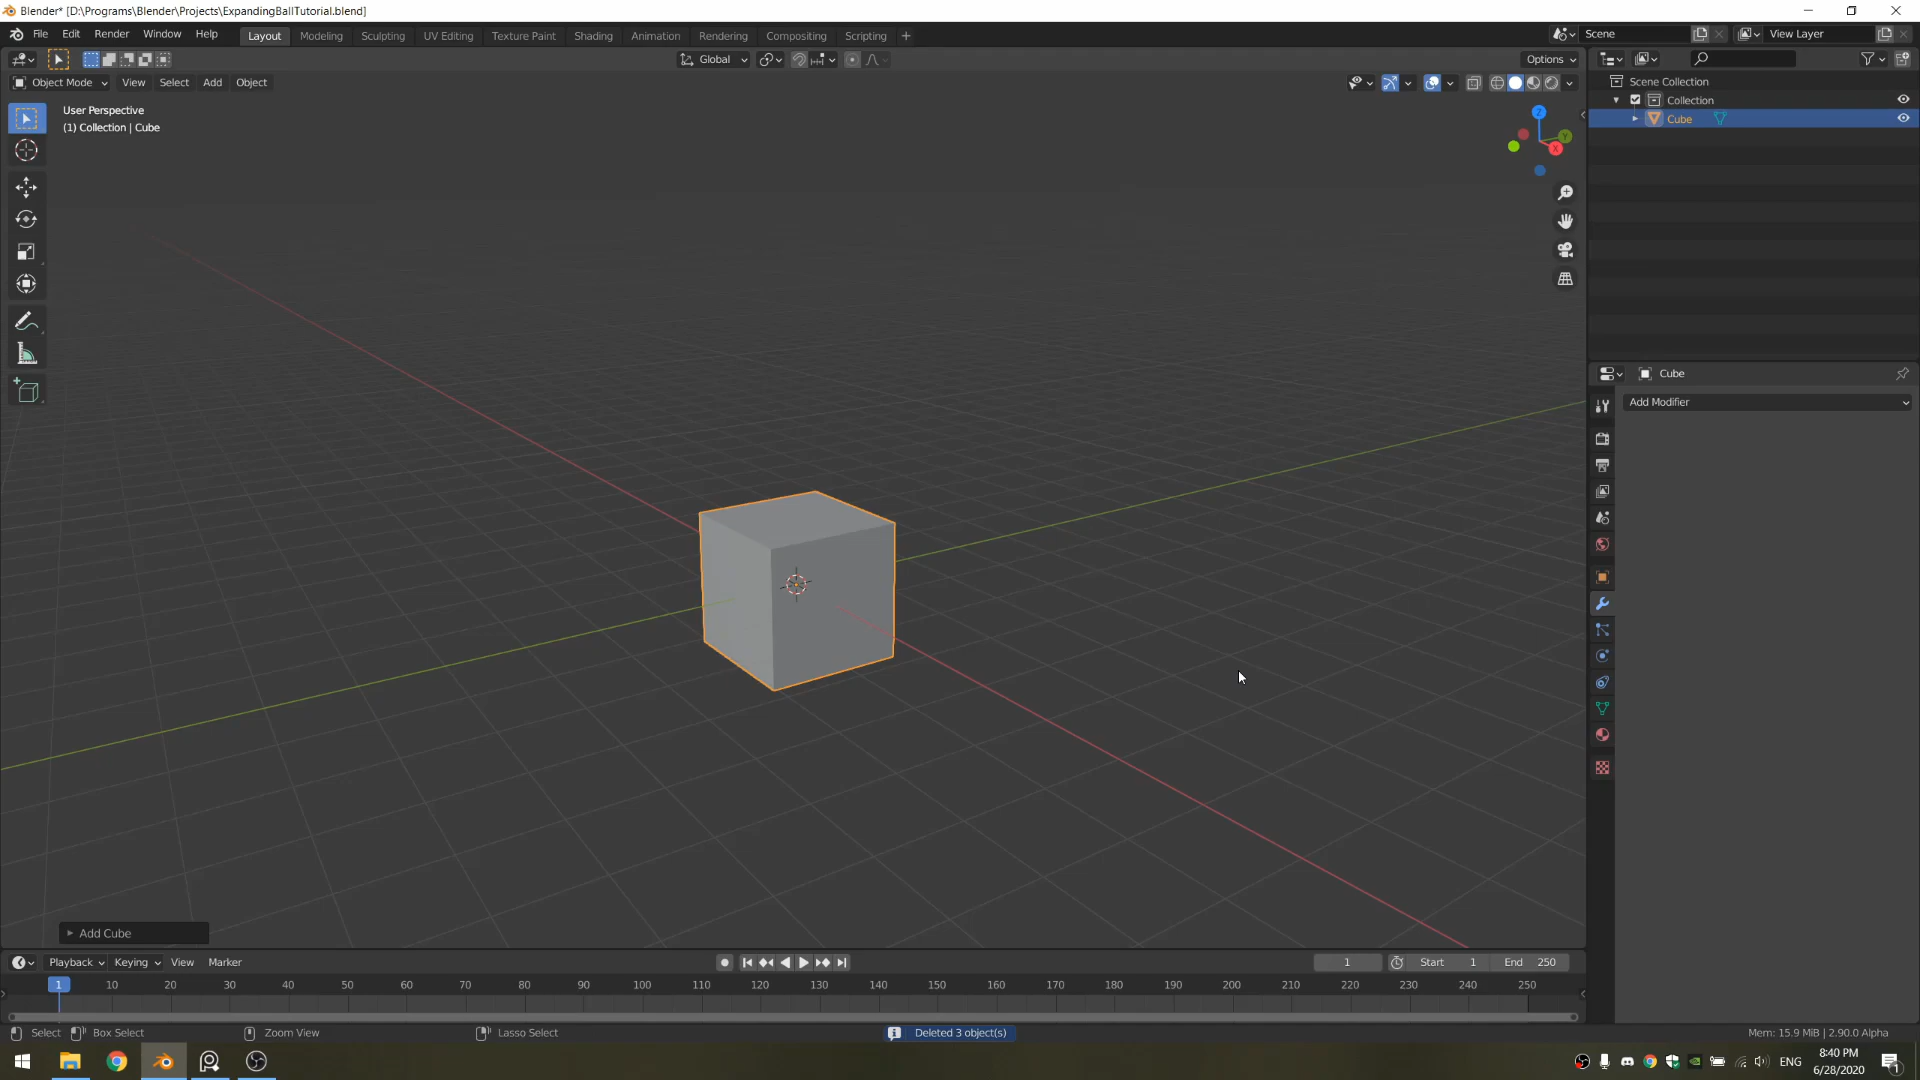 Blender* [D:\Programs\Blender\Projects\ExpandingBallTutorial.blend]
File Edit Render Window Help Layout Modeling Sculpting UV Editing Texture Paint Shading Animation Rendering Compositing Scripting + Scene View Layer
Global Options
Object Mode View Select Add Object
User Perspective
(1) Collection | Cube
Z
Y
X
Scene Collection
Collection
Cube
Cube
Add Modifier
Add Cube
Playback Keying View Marker 1 Start 1 End 250
1 10 20 30 40 50 60 70 80 90 100 110 120 130 140 150 160 170 180 190 200 210 220 230 240 250
Select Box Select Zoom View Lasso Select Deleted 3 object(s) Mem: 15.9 MiB | 2.90.0 Alpha
ENG
8:40 PM
6/28/2020
1